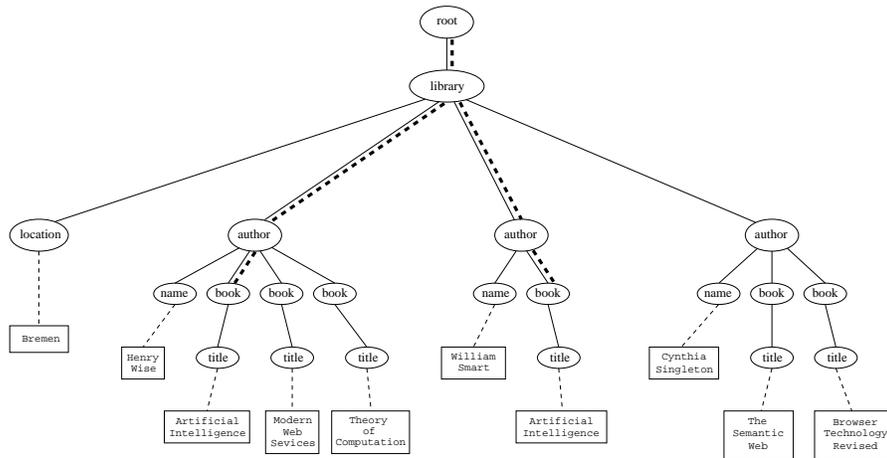 root
library
location
author
author
author
name
book
book
book
name
book
name
book
book
Bremen
Henry
Wise
title
title
title
William
Smart
title
Cynthia
Singleton
title
title
Artificial
Intelligence
Modern
Web
Sevices
Theory
of
Computation
Artificial
Intelligence
The
Semantic
Web
Browser
Technology
Revised